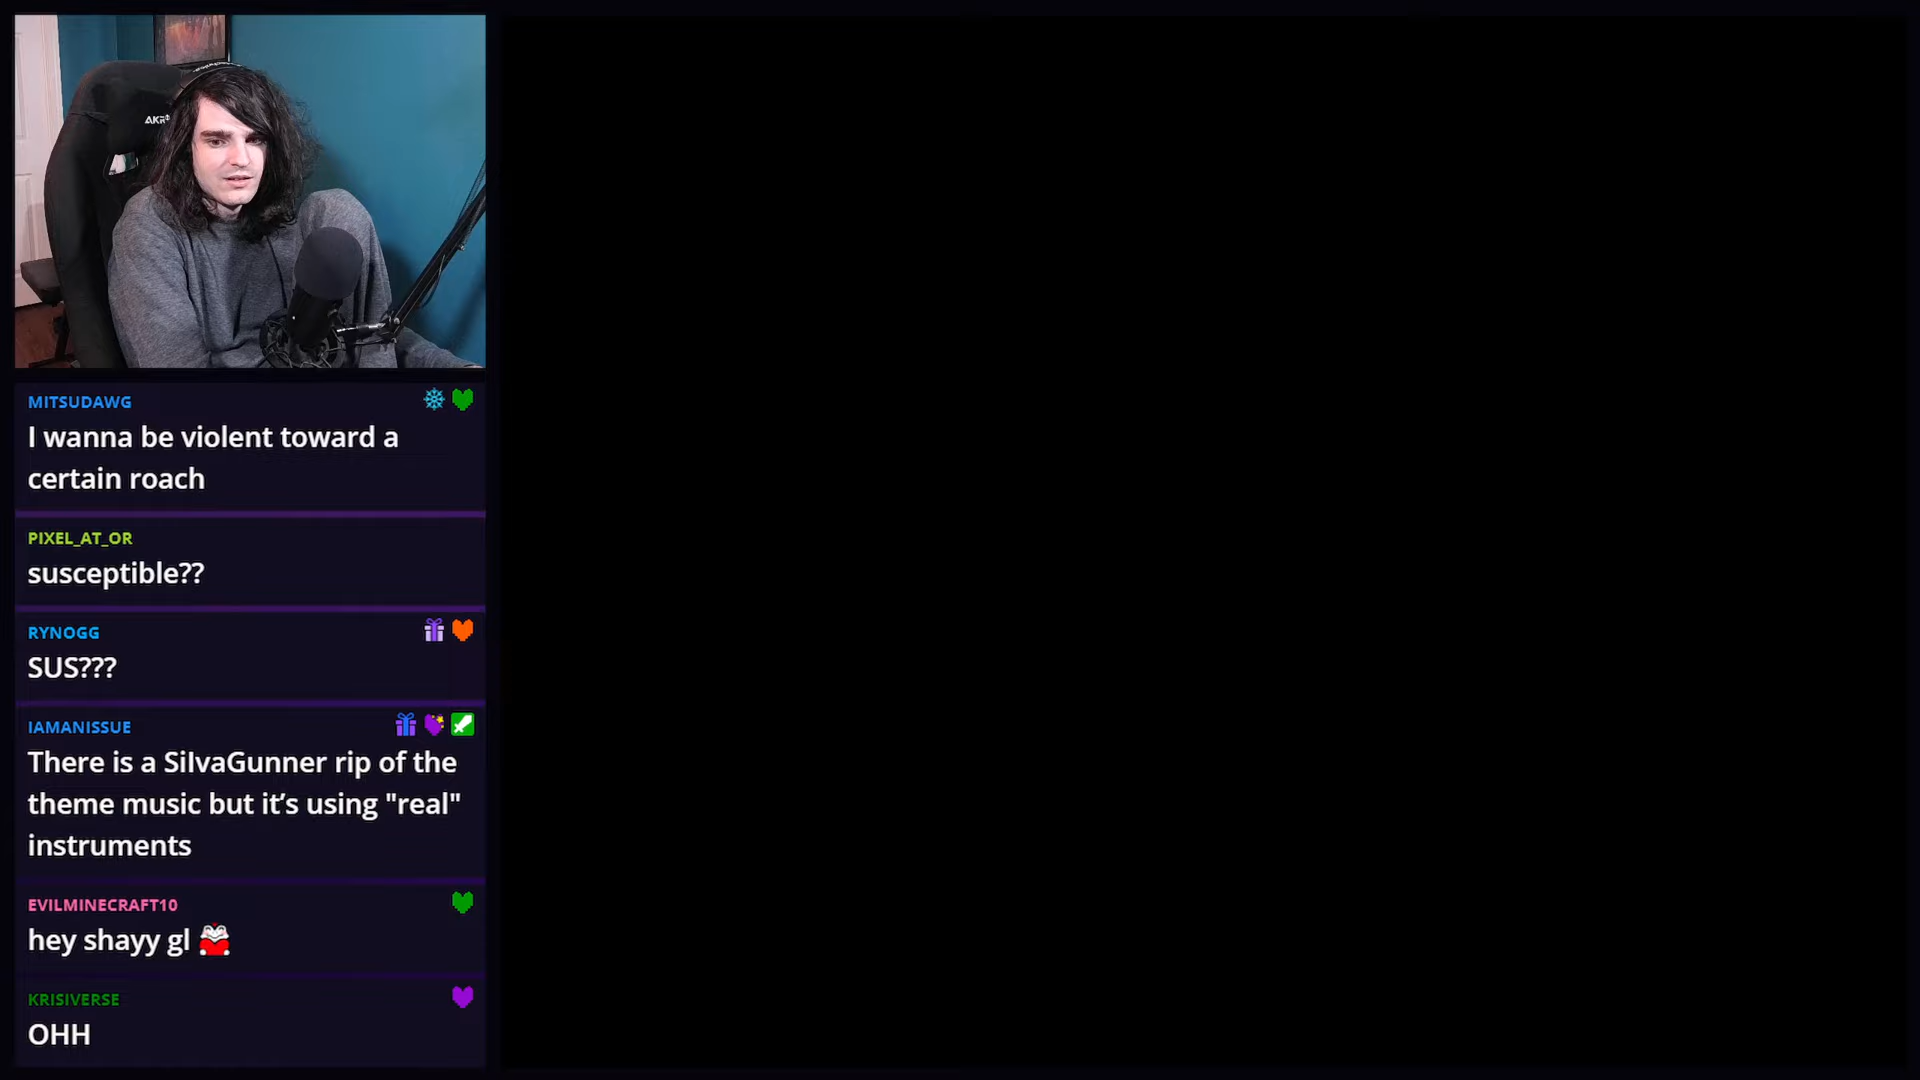 AKR
MITSUDAWG
I wanna be violent toward a
certain roach
PIXEL_AT_OR
susceptible??
RYNOGG
SUS???
IAMANISSUE
There is a SiIvaGunner rip of the
theme music but it’s using "real"
instruments
EVILMINECRAFT10
hey shayy gl
KRISIVERSE
OHH